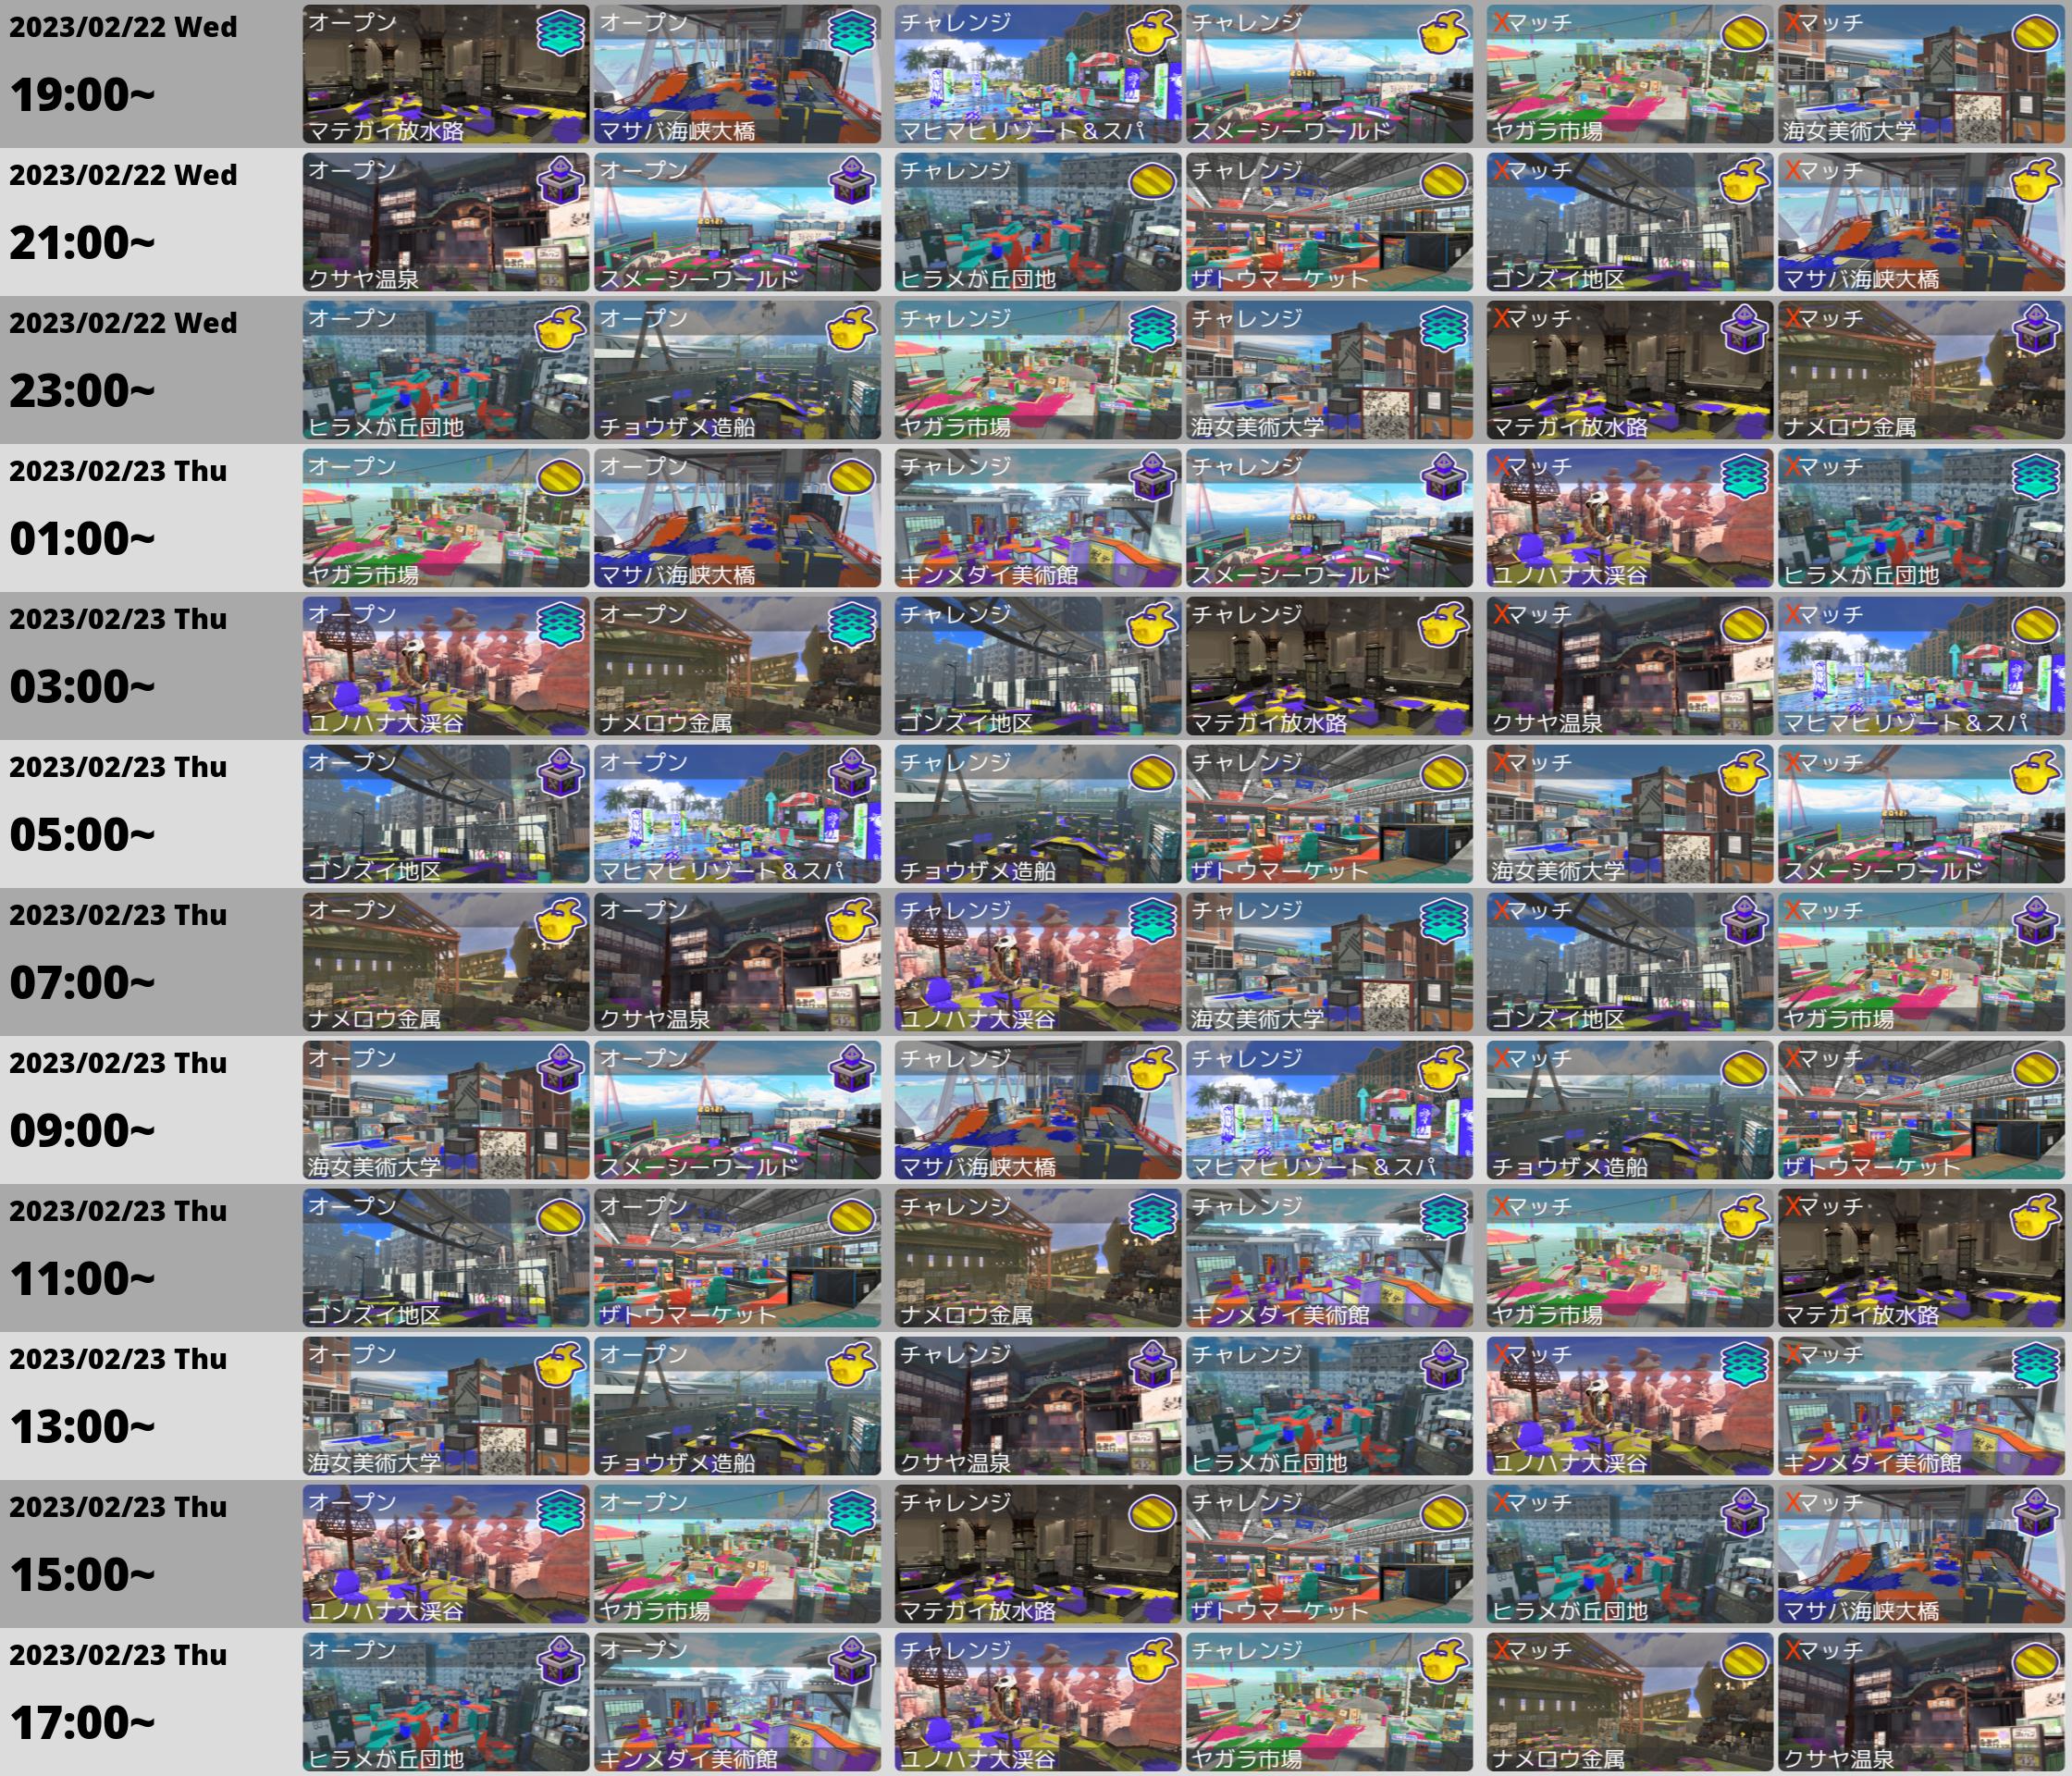 2023/02/22 Wed
19:00~
オープン
マテガイ放水路
オープン
マサバ海峡大橋
チャレンジ
マヒマヒリゾート＆スパ
チャレンジ
スメーシーワールド
Xマッチ
ヤガラ市場
Xマッチ
海女美術大学
2023/02/22 Wed
21:00~
オープン
クサヤ温泉
オープン
スメーシーワールド
チャレンジ
ヒラメが丘団地
チャレンジ
ザトウマーケット
Xマッチ
ゴンズイ地区
Xマッチ
マサバ海峡大橋
2023/02/22 Wed
23:00~
オープン
ヒラメが丘団地
オープン
チョウザメ造船
チャレンジ
ヤガラ市場
チャレンジ
海女美術大学
Xマッチ
マテガイ放水路
Xマッチ
ナメロウ金属
2023/02/23 Thu
01:00~
オープン
ヤガラ市場
オープン
マサバ海峡大橋
チャレンジ
キンメダイ美術館
チャレンジ
スメーシーワールド
Xマッチ
ユノハナ大渓谷
Xマッチ
ヒラメが丘団地
2023/02/23 Thu
03:00~
オープン
ユノハナ大渓谷
オープン
ナメロウ金属
チャレンジ
ゴンズイ地区
チャレンジ
マテガイ放水路
Xマッチ
クサヤ温泉
Xマッチ
マヒマヒリゾート＆スパ
2023/02/23 Thu
05:00~
オープン
ゴンズイ地区
オープン
マヒマヒリゾート＆スパ
チャレンジ
チョウザメ造船
チャレンジ
ザトウマーケット
Xマッチ
海女美術大学
Xマッチ
スメーシーワールド
2023/02/23 Thu
07:00~
オープン
ナメロウ金属
オープン
クサヤ温泉
チャレンジ
ユノハナ大渓谷
チャレンジ
海女美術大学
Xマッチ
ゴンズイ地区
Xマッチ
ヤガラ市場
2023/02/23 Thu
09:00~
オープン
海女美術大学
オープン
スメーシーワールド
チャレンジ
マサバ海峡大橋
チャレンジ
マヒマヒリゾート＆スパ
Xマッチ
チョウザメ造船
Xマッチ
ザトウマーケット
2023/02/23 Thu
11:00~
オープン
ゴンズイ地区
オープン
ザトウマーケット
チャレンジ
ナメロウ金属
チャレンジ
キンメダイ美術館
Xマッチ
ヤガラ市場
Xマッチ
マテガイ放水路
2023/02/23 Thu
13:00~
オープン
海女美術大学
オープン
チョウザメ造船
チャレンジ
クサヤ温泉
チャレンジ
ヒラメが丘団地
Xマッチ
ユノハナ大渓谷
Xマッチ
キンメダイ美術館
2023/02/23 Thu
15:00~
オープン
ユノハナ大渓谷
オープン
ヤガラ市場
チャレンジ
マテガイ放水路
チャレンジ
ザトウマーケット
Xマッチ
ヒラメが丘団地
Xマッチ
マサバ海峡大橋
2023/02/23 Thu
17:00~
オープン
ヒラメが丘団地
オープン
キンメダイ美術館
チャレンジ
ユノハナ大渓谷
チャレンジ
ヤガラ市場
Xマッチ
ナメロウ金属
Xマッチ
クサヤ温泉